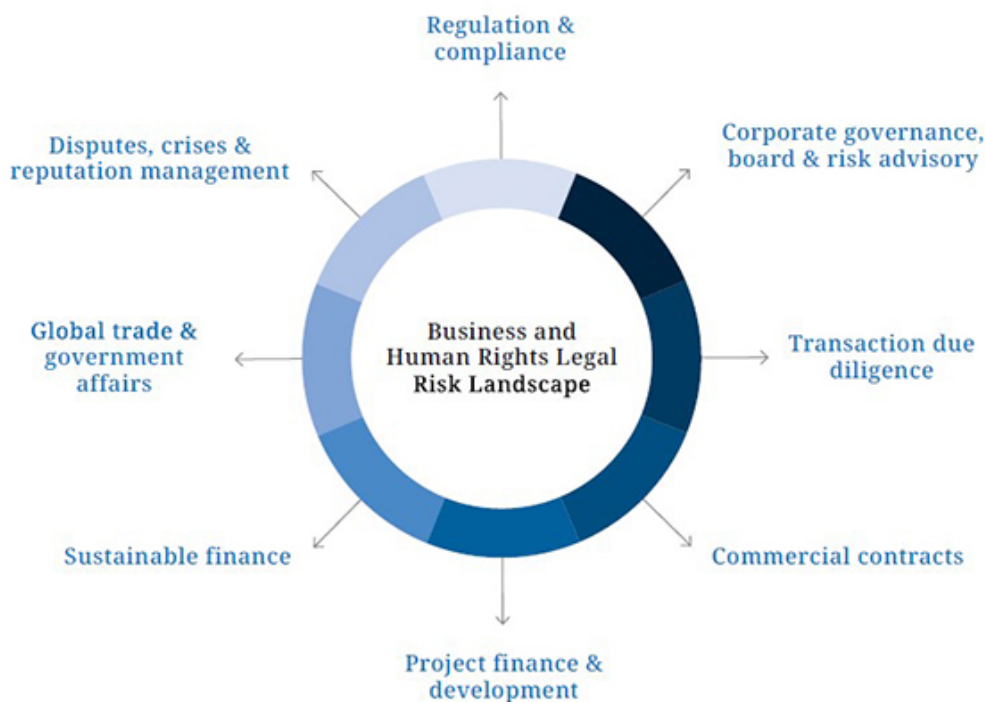 Regulation &
compliance
Corporate governance,
board & risk advisory
Transaction due
diligence
Commercial contracts
Project finance &
development
Sustainable finance
Global trade &
government
affairs
Disputes, crises &
reputation management
Business and
Human Rights Legal
Risk Landscape